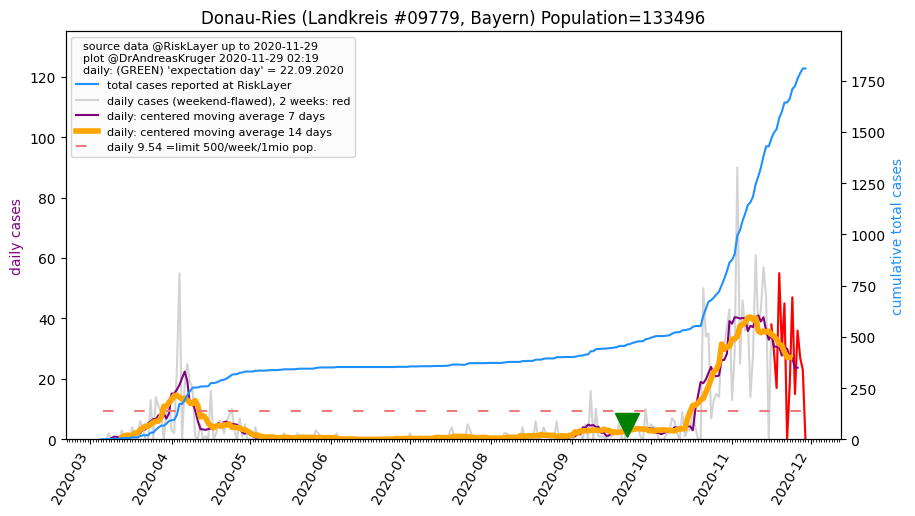 Donau-Ries (Landkreis #09779, Bayern) Population=133496
source data @RiskLayer up to 2020-11-29
plot @DrAndreasKruger 2020-11-29 02:19
daily: (GREEN) 'expectation day' = 22.09.2020
total cases reported at RiskLayer
daily cases (weekend-flawed), 2 weeks: red
daily: centered moving average 7 days
daily: centered moving average 14 days
daily 9.54 =limit 500/week/1mio pop.
daily cases
120
100
80
60
40
20
0
cumulative total cases
1750
1500
1250
1000
750
500
250
0
2020-03
2020-04
2020-05
2020-06
2020-07
2020-08
2020-09
2020-10
2020-11
2020-12